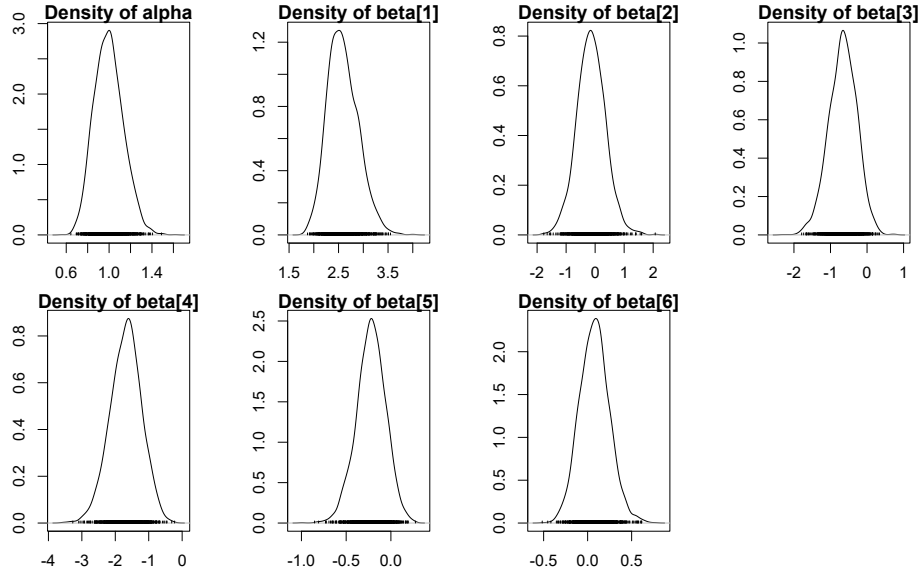 Density of alpha
Density of beta[1]
Density of beta[2]
Density of beta[3]
0.0 1.0 2.0 3.0
0.0 0.4 0.8 1.2
0.0 0.2 0.4 0.6 0.8
0.0 0.2 0.4 0.6 0.8 1.0
0.6 1.0 1.4
1.5 2.5 3.5
-2 -1 0 1 2
-2 -1 0 1
Density of beta[4]
Density of beta[5]
Density of beta[6]
0.0 0.2 0.4 0.6 0.8
0.0 0.5 1.0 1.5 2.0 2.5
0.0 0.5 1.0 1.5 2.0
-4 -3 -2 -1 0
-1.0 -0.5 0.0
-0.5 0.0 0.5